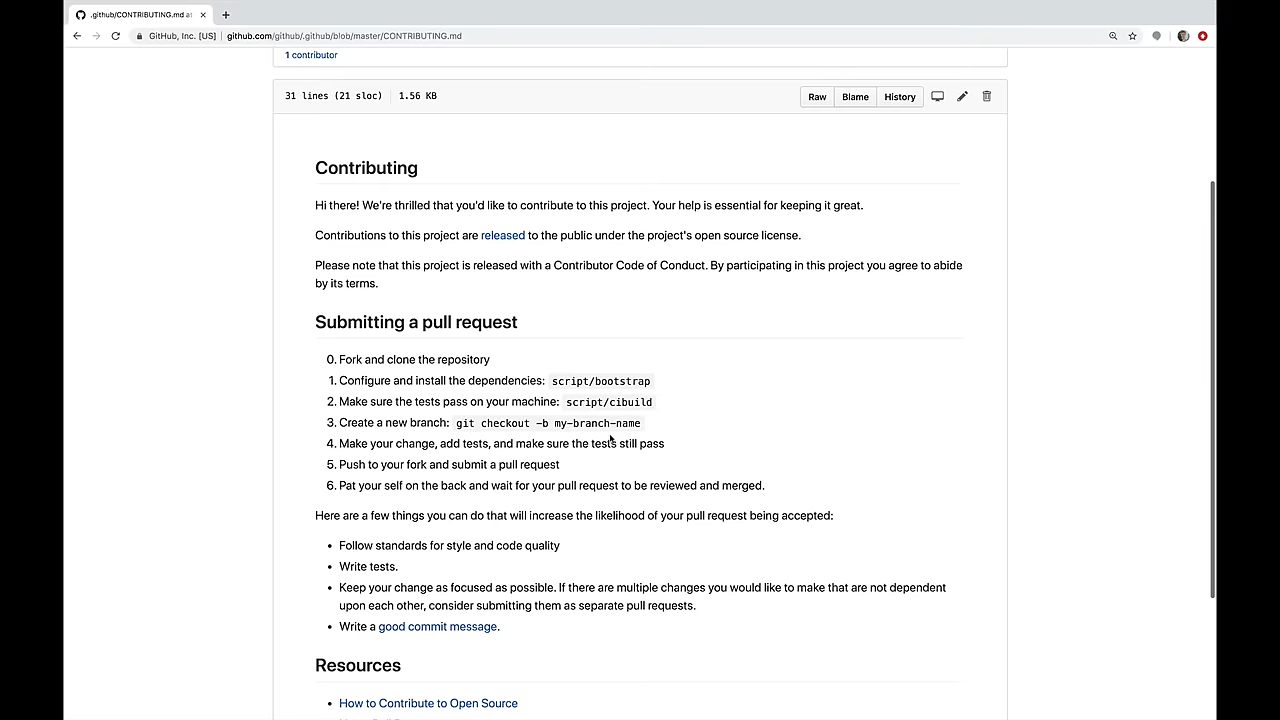 .github/CONTRIBUTING.md at
GitHub, Inc. [US] github.com/github/.github/blob/master/CONTRIBUTING.md
1 contributor
31 lines (21 sloc) 1.56 KB
Raw Blame History
Contributing
Hi there! We're thrilled that you'd like to contribute to this project. Your help is essential for keeping it great.
Contributions to this project are released to the public under the project's open source license.
Please note that this project is released with a Contributor Code of Conduct. By participating in this project you agree to abide
by its terms.
Submitting a pull request
0. Fork and clone the repository
1. Configure and install the dependencies: script/bootstrap
2. Make sure the tests pass on your machine: script/cibuild
3. Create a new branch: git checkout -b my-branch-name
4. Make your change, add tests, and make sure the tests still pass
5. Push to your fork and submit a pull request
6. Pat your self on the back and wait for your pull request to be reviewed and merged.
Here are a few things you can do that will increase the likelihood of your pull request being accepted:
• Follow standards for style and code quality
• Write tests.
• Keep your change as focused as possible. If there are multiple changes you would like to make that are not dependent
upon each other, consider submitting them as separate pull requests.
• Write a good commit message.
Resources
• How to Contribute to Open Source